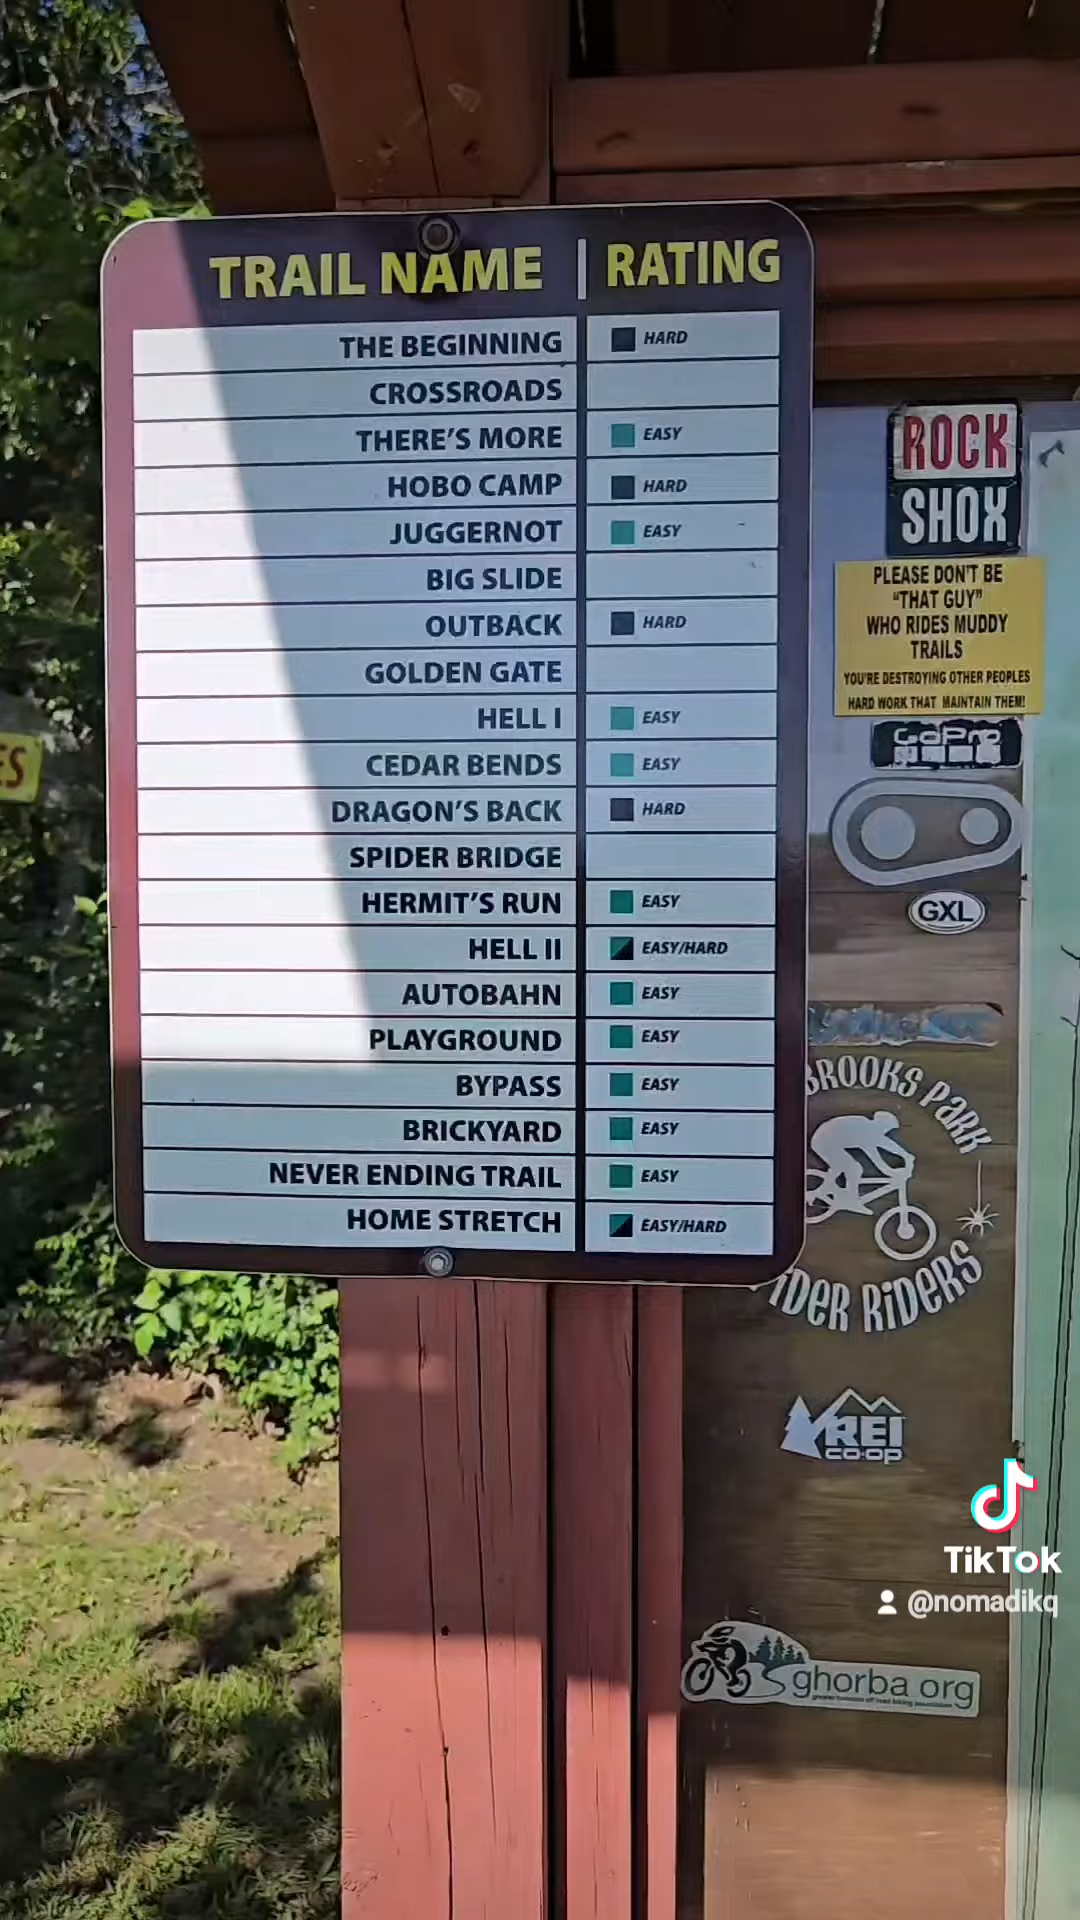 TRAIL NAME | RATING
THE BEGINNING HARD
CROSSROADS
THERE'S MORE EASY
HOBO CAMP HARD
JUGGERNOT EASY
BIG SLIDE
OUTBACK HARD
GOLDEN GATE
HELL I EASY
CEDAR BENDS EASY
DRAGON'S BACK HARD
SPIDER BRIDGE
HERMIT'S RUN EASY
HELL II EASY/HARD
AUTOBAHN EASY
PLAYGROUND EASY
BYPASS EASY
BRICKYARD EASY
NEVER ENDING TRAIL EASY
HOME STRETCH EASY/HARD
ES
ROCK
SHOX
PLEASE DON'T BE
"THAT GUY"
WHO RIDES MUDDY
TRAILS
YOU'RE DESTROYING OTHER PEOPLES
HARD WORK THAT MAINTAIN THEM!
GoPro
GXL
BROOKS PARK
IDER RIDERS
REI
co-op
TikTok
@nomadikq
ghorba org